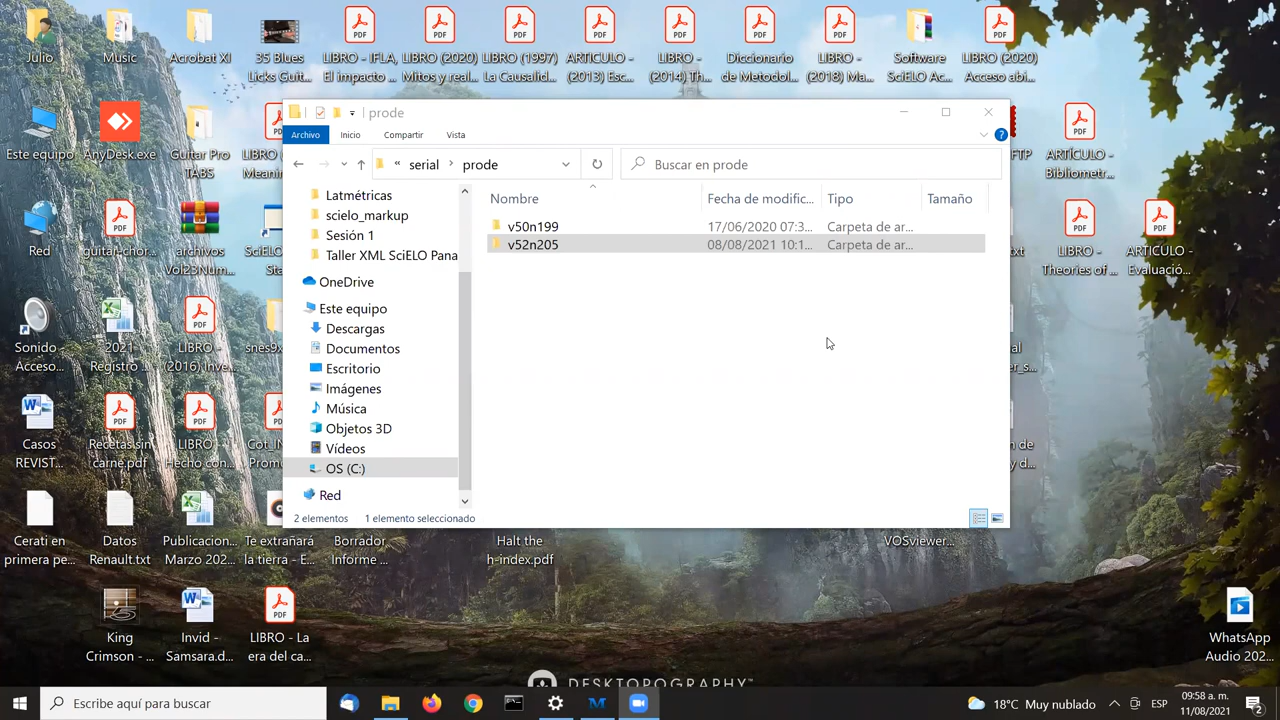 Julio
Music
Acrobat XI
35 Blues
Licks Guit...
LIBRO - IFLA,
El impacto ...
LIBRO (2020)
Mitos y real...
LIBRO (1997)
La Causalid...
ARTICULO -
(2013) Esc...
LIBRO -
(2014) Th...
Diccionario
de Metodol...
LIBRO -
(2018) Ma...
Software
SciELO Ac...
LIBRO (2020)
Acceso abi...
prode
Archivo
Inicio
Compartir
Vista
serial
prode
Buscar en prode
Nombre
Fecha de modific...
Tipo
Tamaño
v50n199
17/06/2020 07:3...
Carpeta de ar...
v52n205
08/08/2021 10:1...
Carpeta de ar...
Latmétricas
scielo_markup
Sesión 1
Taller XML SciELO Pana
OneDrive
Este equipo
Descargas
Documentos
Escritorio
Imágenes
Música
Objetos 3D
Vídeos
OS (C:)
Red
2 elementos
1 elemento seleccionado
Este equipo
AnyDesk.exe
Guitar Pro
TABS
FTP
ARTÍCULO -
Bibliometr...
Red
guitar-chor...
archivos
Vol23Num...
LIBRO -
Theories of ...
ARTICULO -
Evaluació...
Sonido -
Acceso...
2021 -
Registro ...
LIBRO -
(2016) Inve...
Casos
REVIST...
Recetas sin
carne.pdf
LIBRO -
Hecho con...
Cerati en
primera pe...
Datos
Renault.txt
Publicacion...
Marzo 202...
Te extrañará
la tierra - E...
Borrador
Informe ...
Halt the
h-index.pdf
VOSviewer...
King
Crimson - ...
Invid -
Samsara.d...
LIBRO - La
era del ca...
WhatsApp
Audio 202...
DESKTOPOGRAPHY™
Escribe aquí para buscar
18°C Muy nublado
ESP
09:58 a. m.
11/08/2021
2